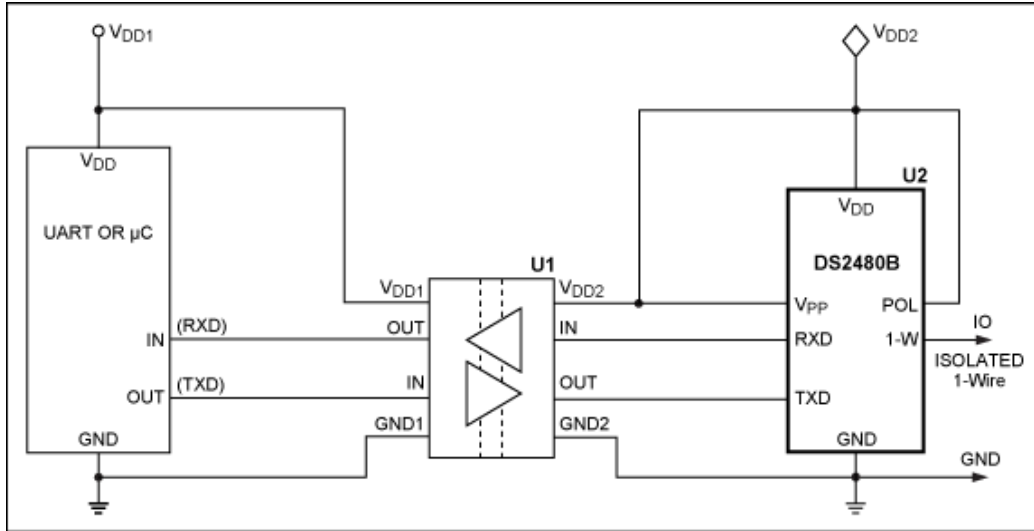 VDD1
VDD2
VDD
UART OR µC
IN
(RXD)
OUT
(TXD)
GND
U1
VDD1
OUT
IN
GND1
VDD2
IN
OUT
GND2
U2
VDD
DS2480B
VPP
POL
RXD
1-W
TXD
GND
IO
ISOLATED
1-Wire
GND